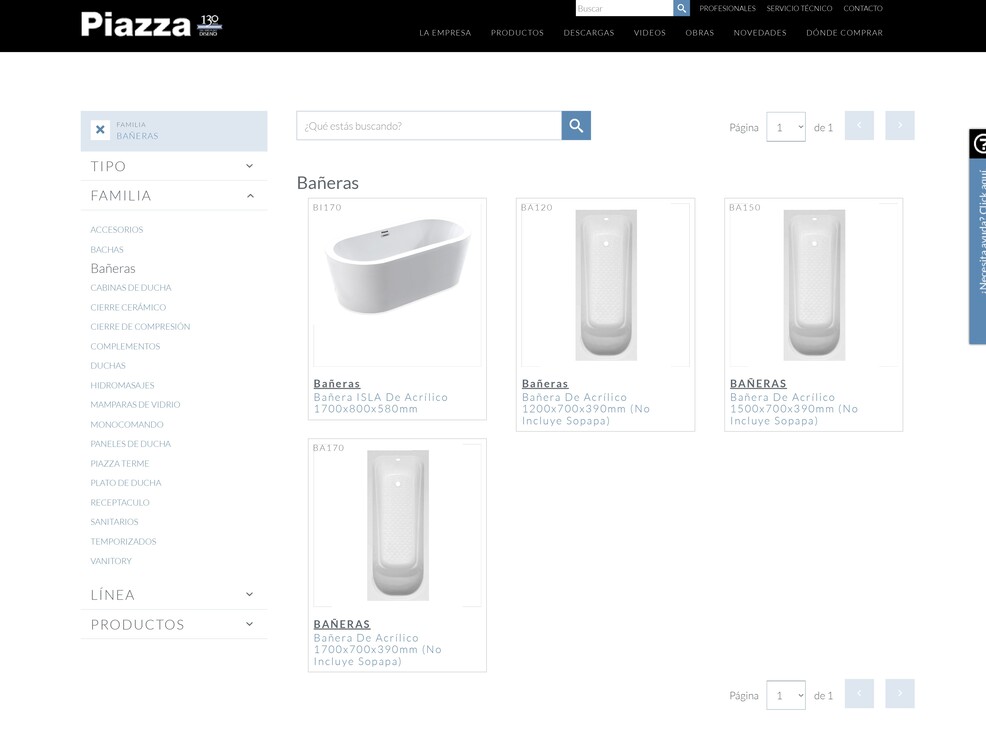 Piazza
130
DISEÑO
Buscar
PROFESIONALES
SERVICIO TÉCNICO
CONTACTO
LA EMPRESA
PRODUCTOS
DESCARGAS
VIDEOS
OBRAS
NOVEDADES
DÓNDE COMPRAR
FAMILIA
BAÑERAS
TIPO
FAMILIA
ACCESORIOS
BACHAS
Bañeras
CABINAS DE DUCHA
CIERRE CERÁMICO
CIERRE DE COMPRESIÓN
COMPLEMENTOS
DUCHAS
HIDROMASAJES
MAMPARAS DE VIDRIO
MONOCOMANDO
PANELES DE DUCHA
PIAZZA TERME
PLATO DE DUCHA
RECEPTACULO
SANITARIOS
TEMPORIZADOS
VANITORY
LÍNEA
PRODUCTOS
¿Qué estás buscando?
Página 1 de 1
Bañeras
BI170
Bañeras
Bañera ISLA De Acrílico
1700x800x580mm
BA120
Bañeras
Bañera De Acrílico
1200x700x390mm (No
Incluye Sopapa)
BA150
BAÑERAS
Bañera De Acrílico
1500x700x390mm (No
Incluye Sopapa)
BA170
BAÑERAS
Bañera De Acrílico
1700x700x390mm (No
Incluye Sopapa)
Página 1 de 1
¿Necesita ayuda? Click aquí